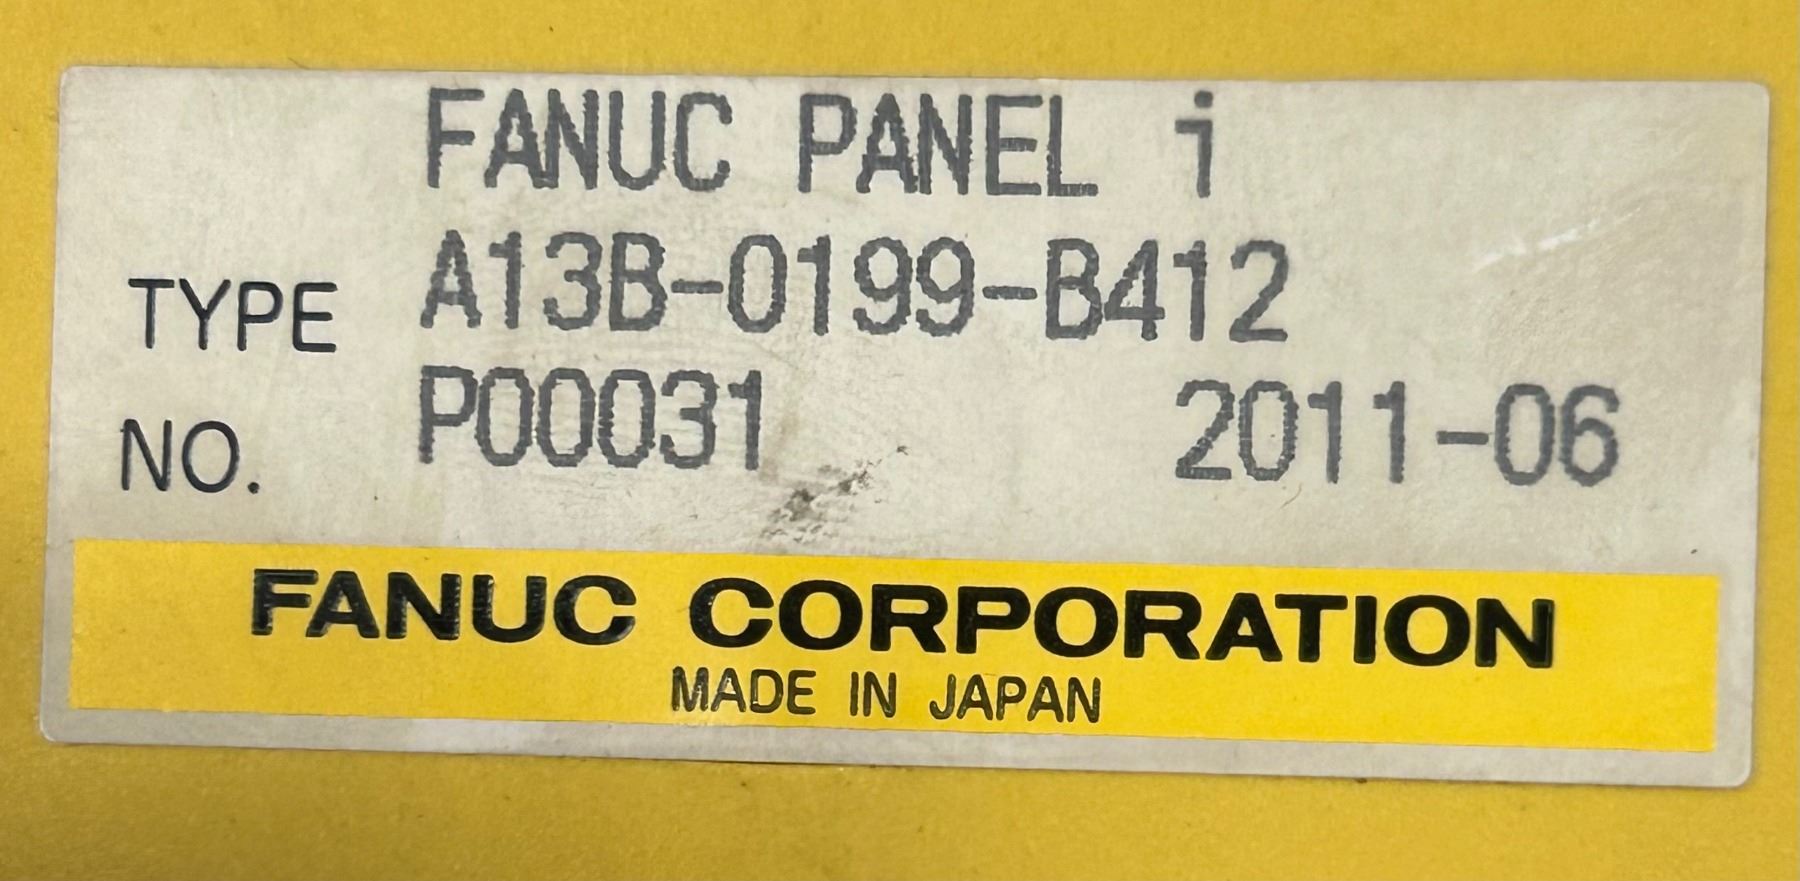 FANUC PANEL i
TYPE A13B-0199-B412
NO. P00031 2011-06
FANUC CORPORATION
MADE IN JAPAN